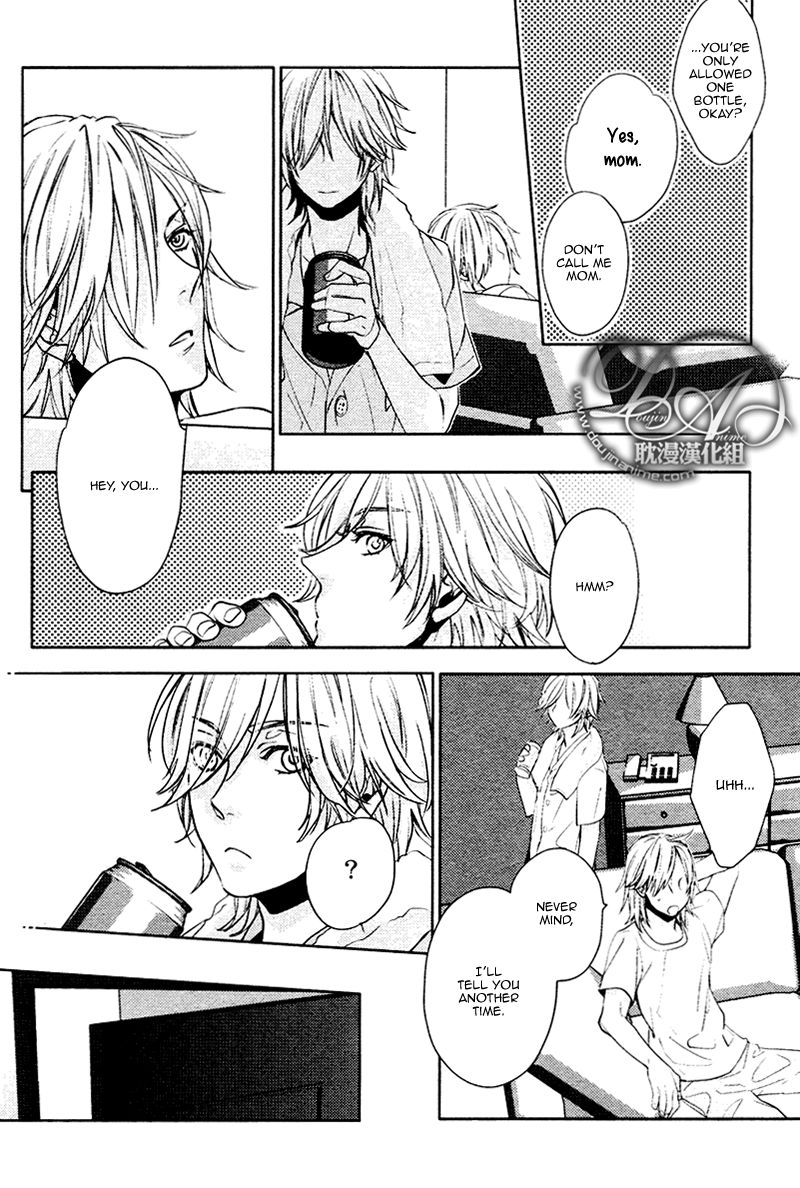 ...YOU'RE
ONLY
ALLOWED
ONE
BOTTLE,
OKAY?
Yes,
mom.
DON'T
CALL ME
MOM.
DAJ
Doujin Anime
www.doujinanime.com
耽漫漢化組
HEY, YOU...
HMM?
UHH...
?
NEVER
MIND,
I'LL
TELL YOU
ANOTHER
TIME.